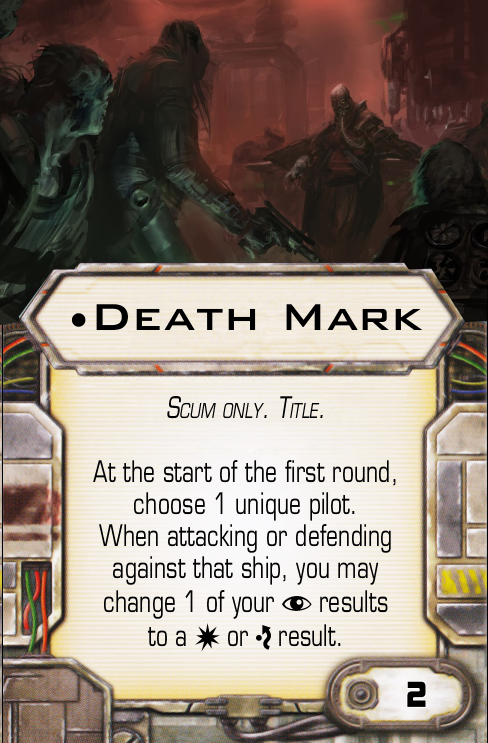 •Death Mark
Scum only. Title.
At the start of the first round,
choose 1 unique pilot.
When attacking or defending
against that ship, you may
change 1 of your results
to a or result.
2